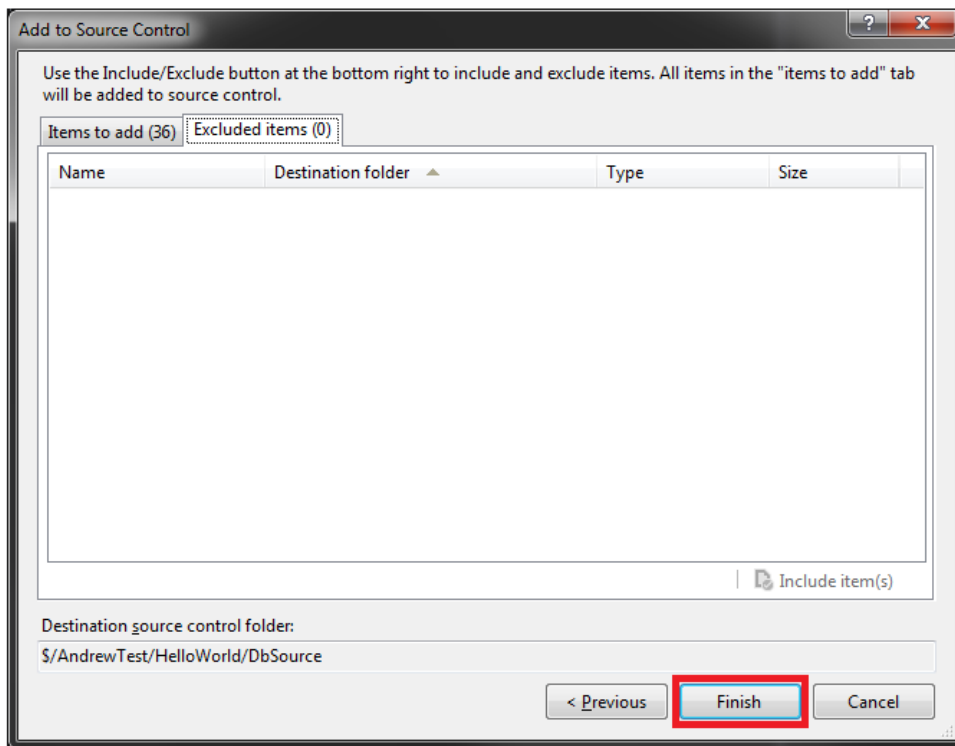 Add to Source Control
Use the Include/Exclude button at the bottom right to include and exclude items. All items in the "items to add" tab
will be added to source control.
Items to add (36) Excluded items (0)
Name Destination folder Type Size
Include item(s)
Destination source control folder:
$/AndrewTest/HelloWorld/DbSource
< Previous Finish Cancel